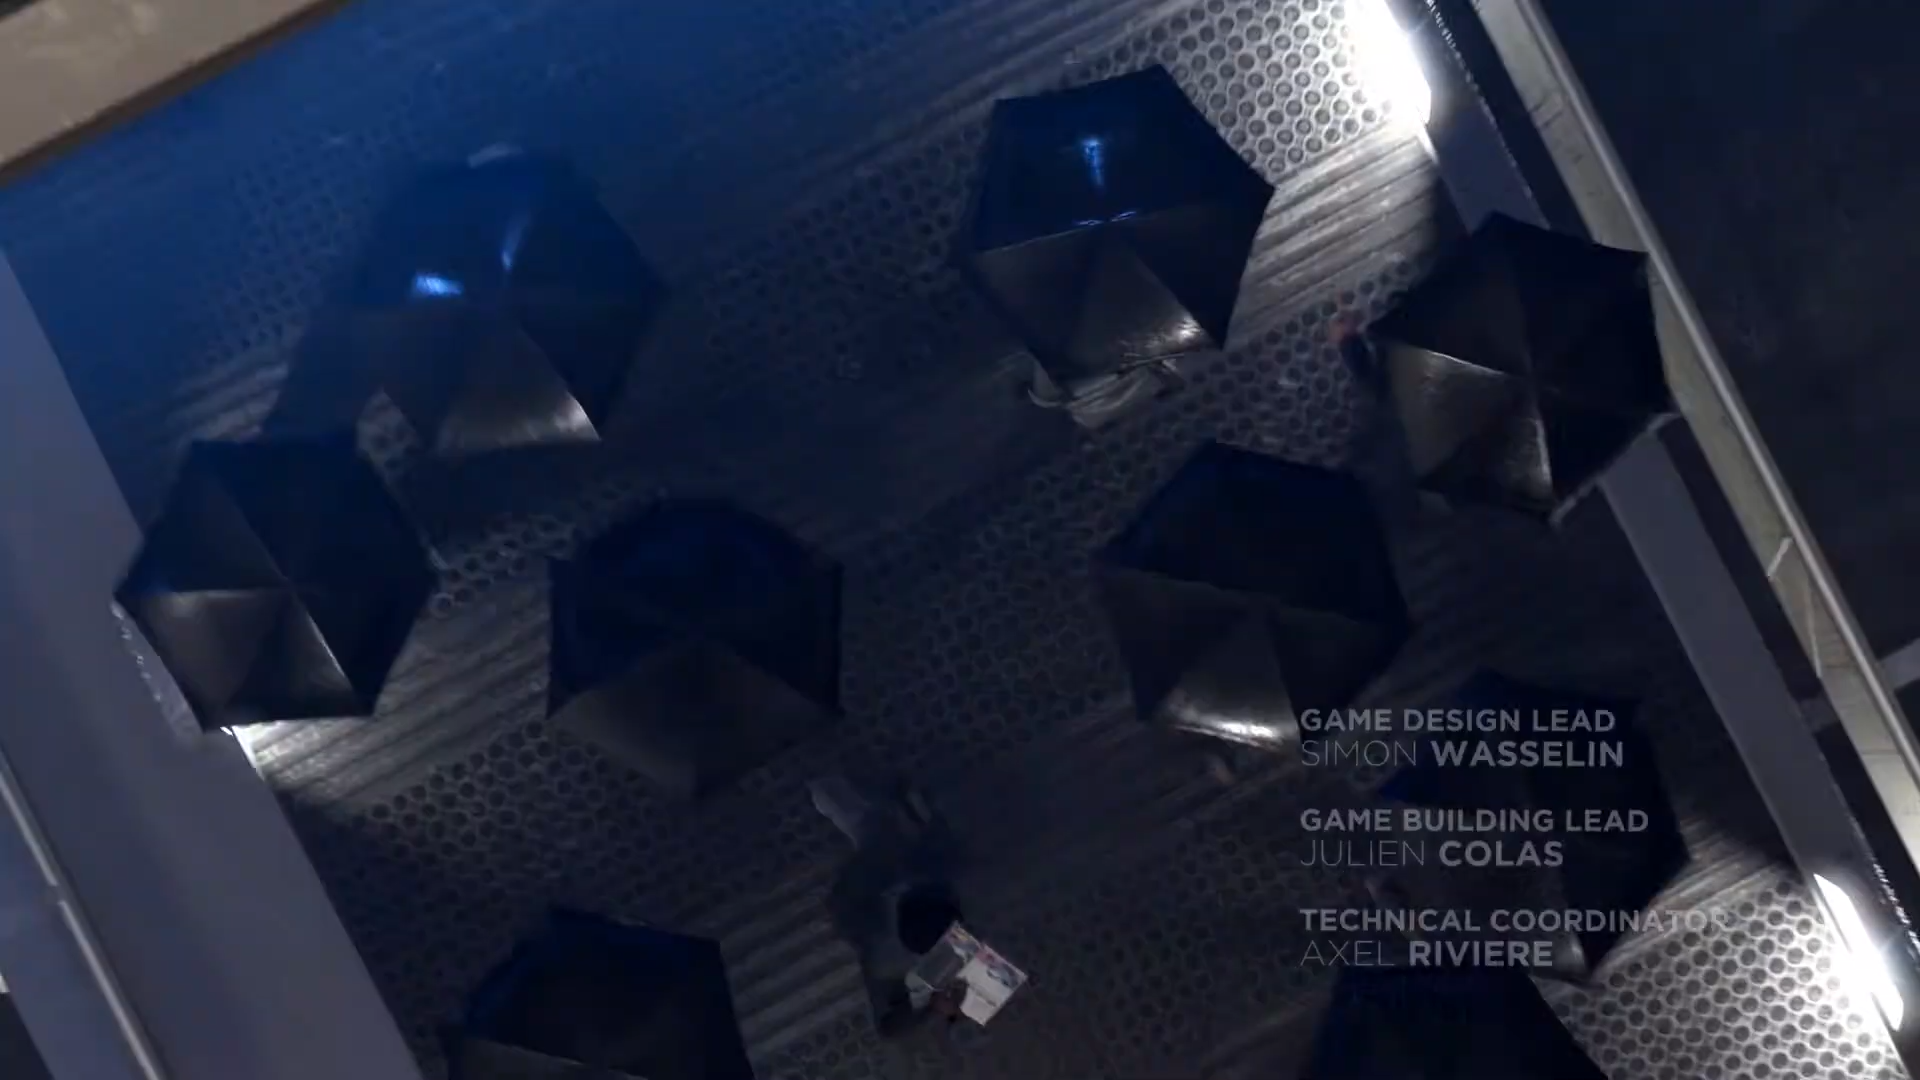 GAME DESIGN LEAD
SIMON WASSELIN
GAME BUILDING LEAD
JULIEN COLAS
TECHNICAL COORDINATOR
AXEL RIVIERE